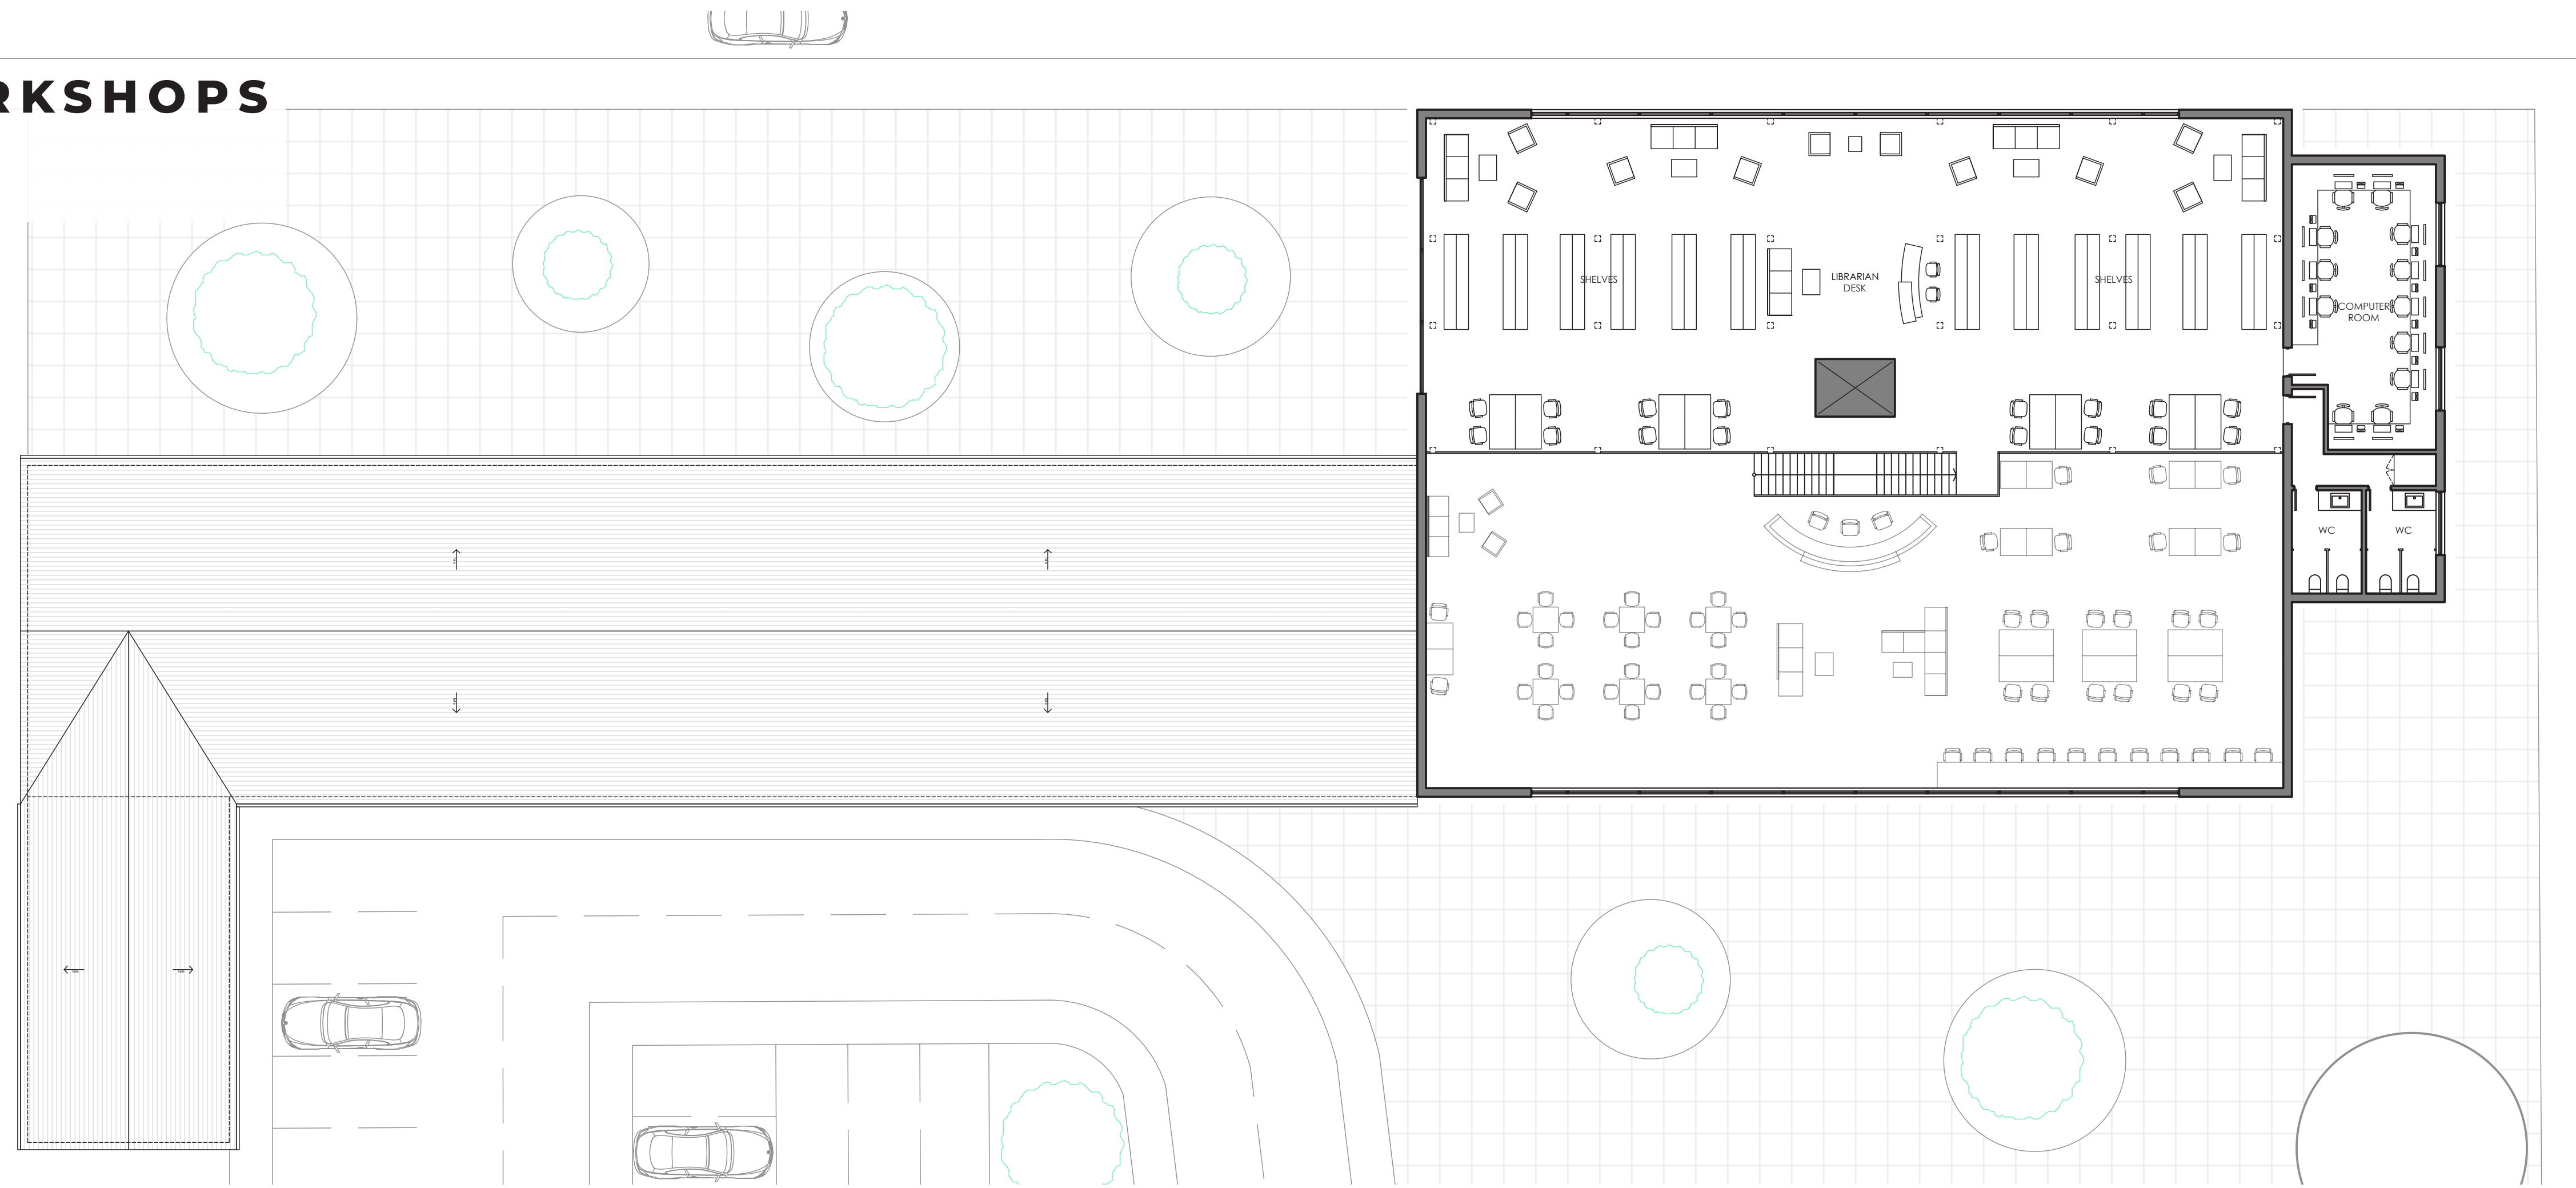 RKSHOPS
SHELVES
LIBRARIAN
DESK
SHELVES
COMPUTER
ROOM
WC
WC